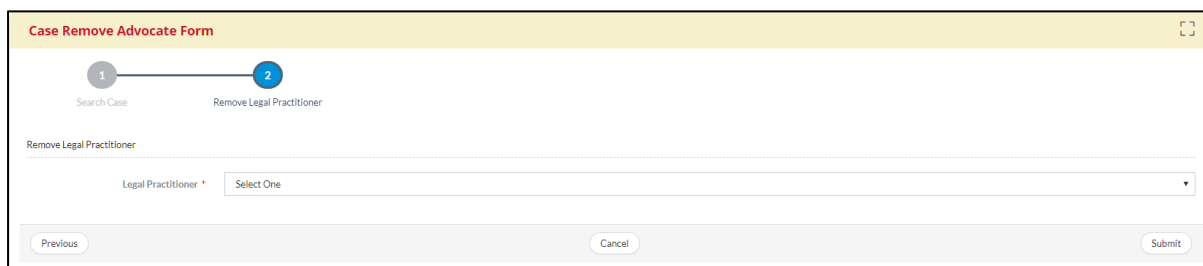 Case Remove Advocate Form
1 2
Search Case Remove Legal Practitioner
Remove Legal Practitioner
Legal Practitioner * Select One
Previous Cancel Submit